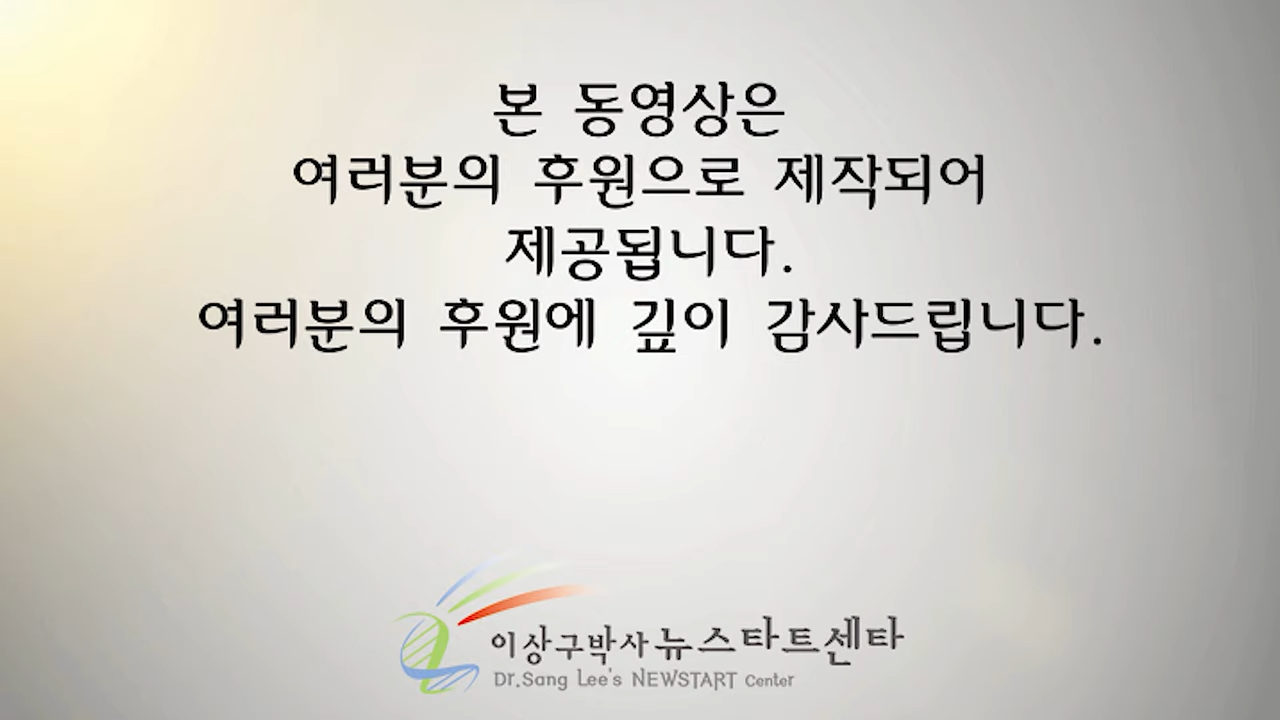 본 동영상은
여러분의 후원으로 제작되어
제공됩니다.
여러분의 후원에 깊이 감사드립니다.
이상구박사 뉴스타트센타
Dr.Sang Lee's NEWSTART Center